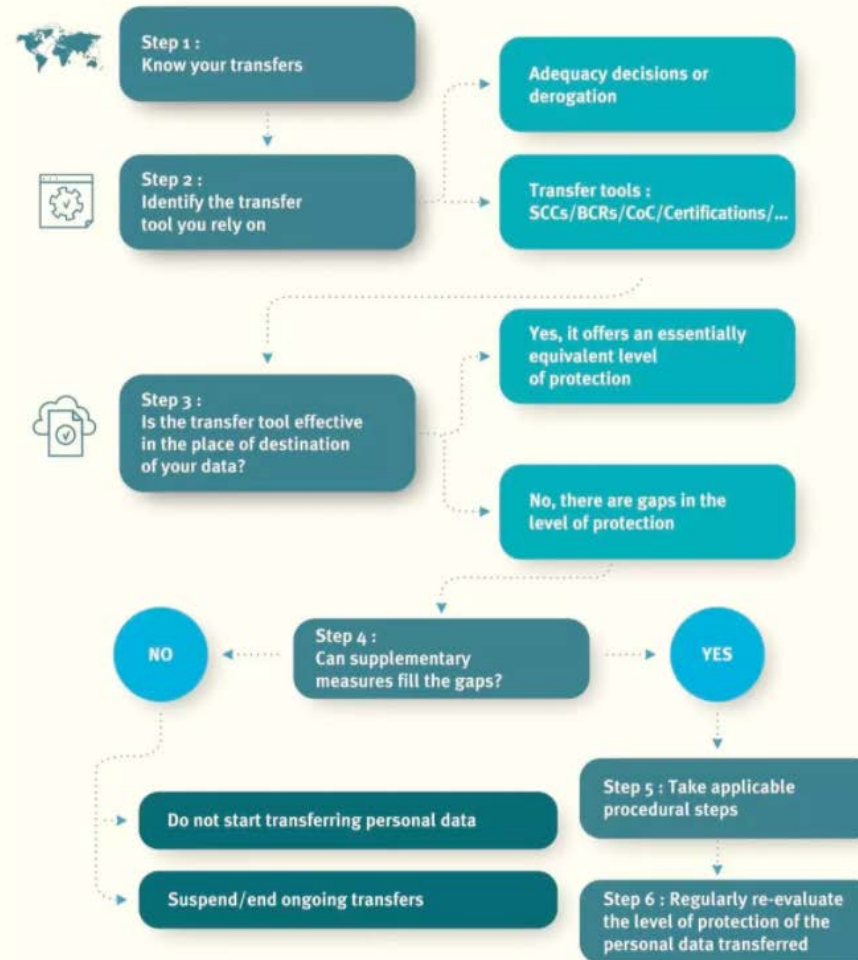 Step 1 :
Know your transfers
Step 2 :
Identify the transfer
tool you rely on
Adequacy decisions or
derogation
Transfer tools :
SCCs/BCRs/CoC/Certifications/...
Step 3 :
Is the transfer tool effective
in the place of destination
of your data?
Yes, it offers an essentially
equivalent level
of protection
No, there are gaps in the
level of protection
NO
Step 4 :
Can supplementary
measures fill the gaps?
YES
Do not start transferring personal data
Suspend/end ongoing transfers
Step 5 : Take applicable
procedural steps
Step 6 : Regularly re-evaluate
the level of protection of the
personal data transferred